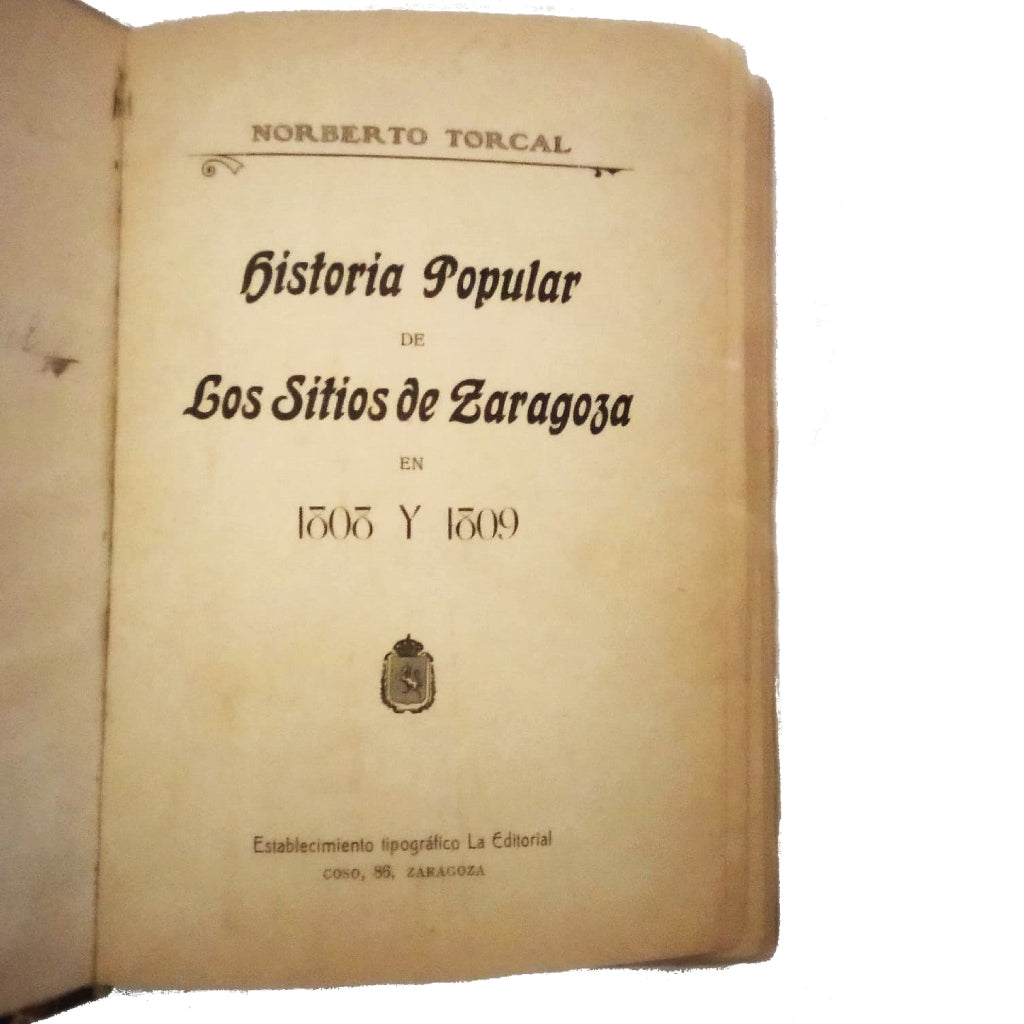 NORBERTO TORCAL
Historia Popular
DE
Los Sitios de Zaragoza
EN
1808 Y 1809
Establecimiento tipográfico La Editorial
COSO, 86, ZARAGOZA